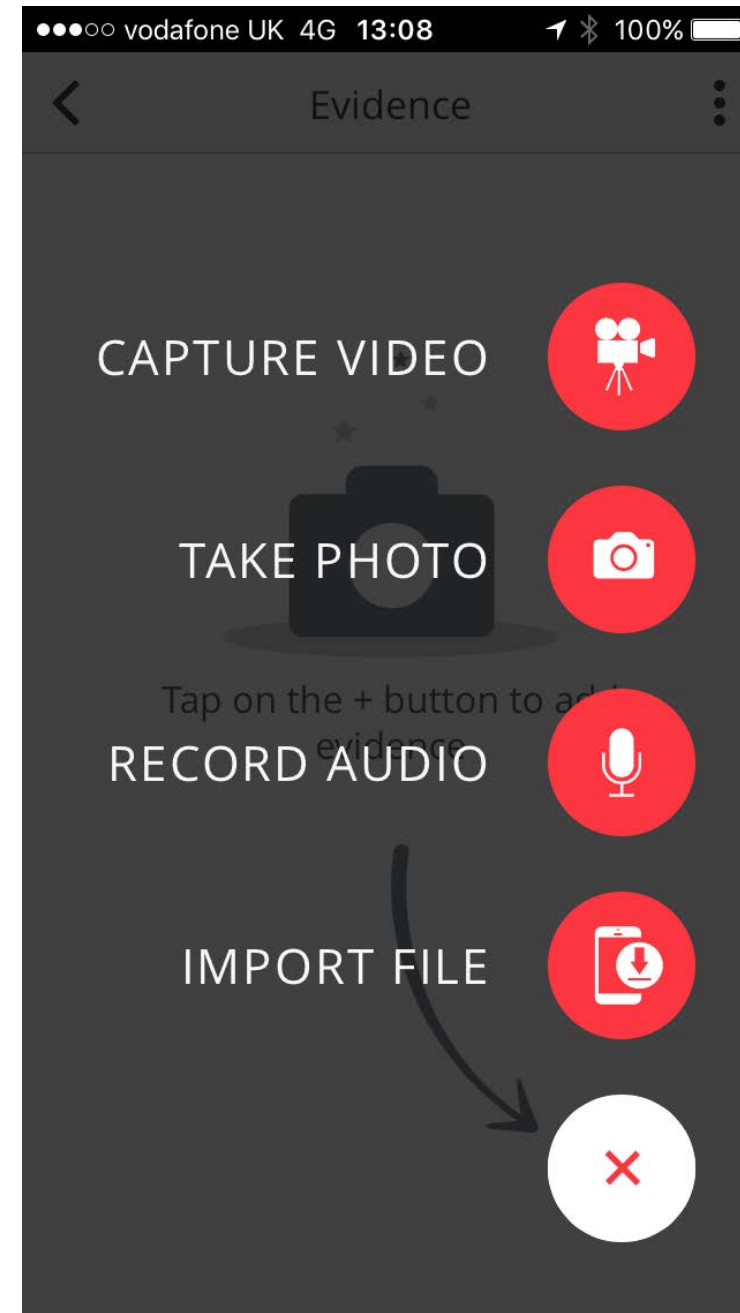 vodafone UK 4G 13:08 100%
Evidence
CAPTURE VIDEO
TAKE PHOTO
Tap on the + button to
evidence
RECORD AUDIO
IMPORT FILE